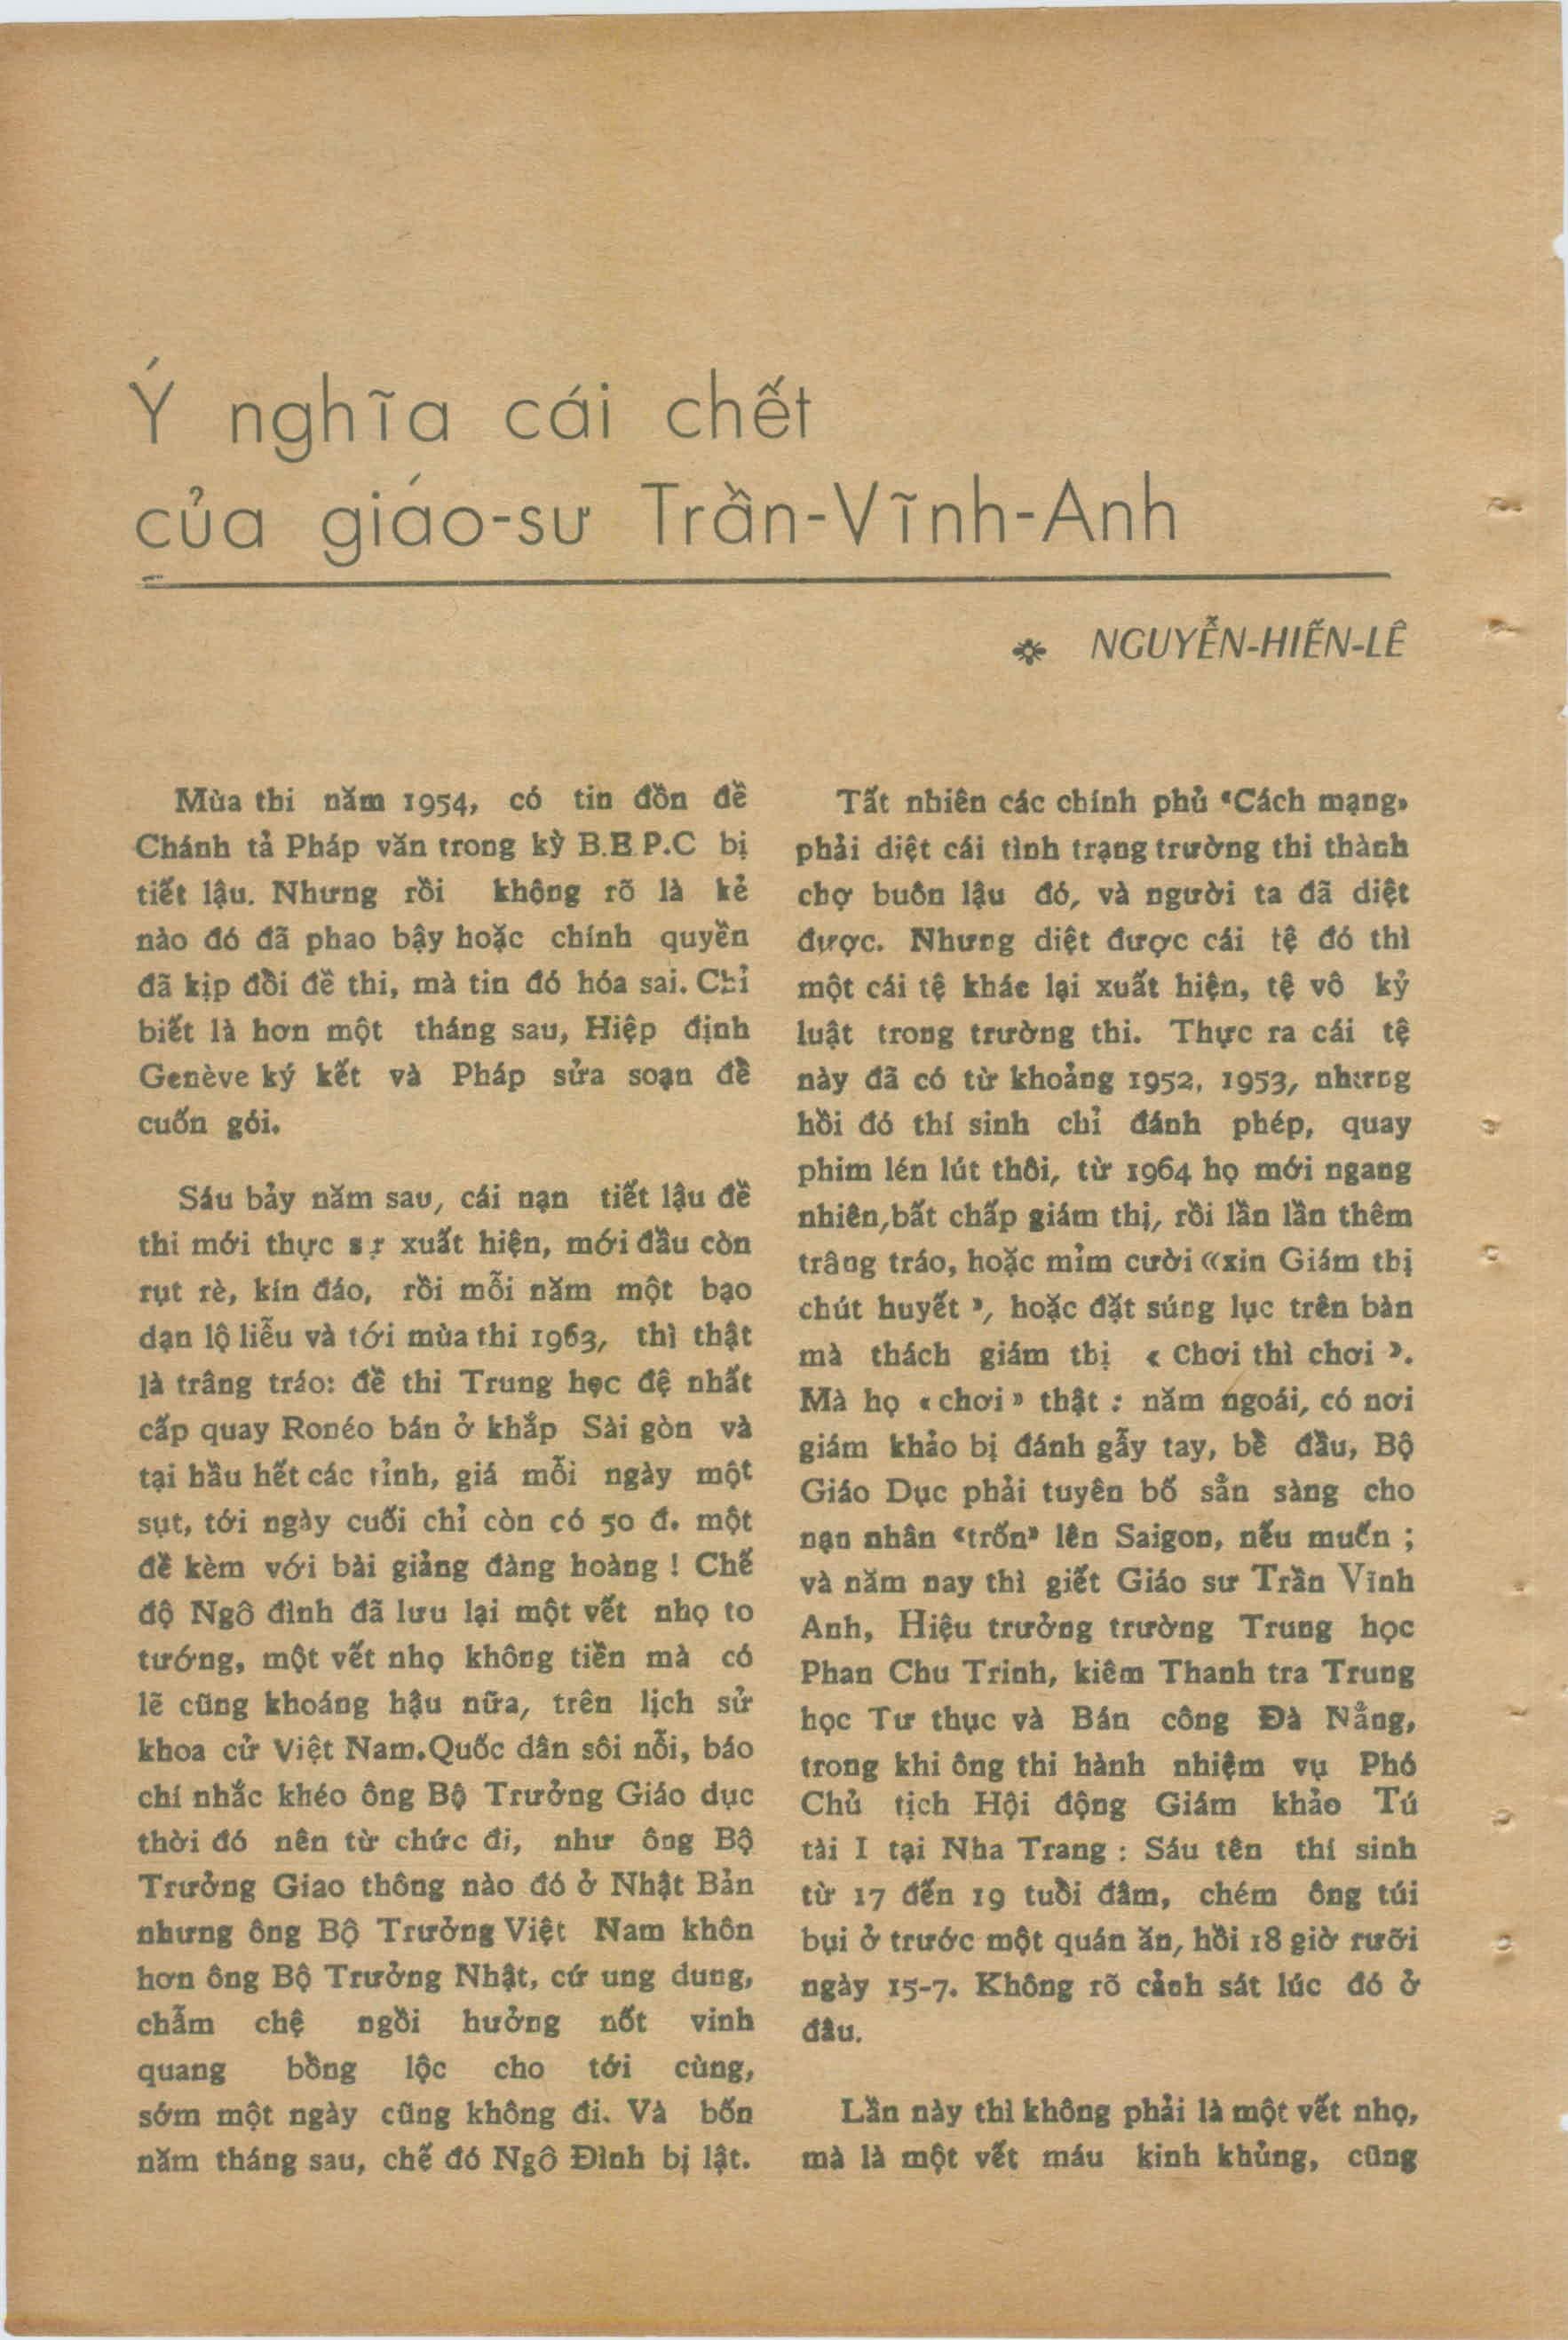 Ý nghĩa cái chết
của giáo-sư Trần-Vĩnh-Anh
NGUYỄN-HIẾN-LÊ
Mùa thi năm 1954, có tin đồn đề
Chánh tả Pháp văn trong kỳ B.E.P.C bị
tiết lậu. Nhưng rồi không rõ là kẻ
nào đó đã phao bậy hoặc chính quyền
đã kịp đổi đề thi, mà tin đó hóa sai. Chỉ
biết là hơn một tháng sau, Hiệp định
Genève ký kết và Pháp sửa soạn để
cuốn gói.
Sáu bảy năm sau, cái nạn tiết lậu đề
thi mới thực sự xuất hiện, mới đầu còn
rụt rè, kín đáo, rồi mỗi năm một bạo
dạn lộ liễu và tới mùa thi 1963, thì thật
là trâng tráo: đề thi Trung học đệ nhất
cấp quay Ronéo bán ở khắp Sài gòn và
tại hầu hết các tỉnh, giá mỗi ngày một
sụt, tới ngày cuối chỉ còn có 50 đ. một
đề kèm với bài giảng đàng hoàng ! Chế
độ Ngô đình đã lưu lại một vết nhọ to
tướng, một vết nhọ không tiền mà có
lẽ cũng khoáng hậu nữa, trên lịch sử
khoa cử Việt Nam.Quốc dân sôi nỗi, báo
chí nhắc khéo ông Bộ Trưởng Giáo dục
thời đó nên từ chức đi, như ông Bộ
Trưởng Giao thông nào đó ở Nhật Bản
nhưng ông Bộ Trưởng Việt Nam khôn
hơn ông Bộ Trưởng Nhật, cứ ung dung,
chẫm chệ ngồi hưởng nốt vinh
quang bổng lộc cho tới cùng,
sớm một ngày cũng không đi. Và bốn
năm tháng sau, chế đó Ngô Đình bị lật.
Tất nhiên các chính phủ «Cách mạng»
phải diệt cái tình trạng trường thi thành
chợ buôn lậu đó, và người ta đã diệt
được. Nhưng diệt được cái tệ đó thì
một cái tệ khác lại xuất hiện, tệ vô kỷ
luật trong trường thi. Thực ra cái tệ
này đã có từ khoảng 1952, 1953, nhưng
hồi đó thí sinh chỉ đánh phép, quay
phim lén lút thôi, từ 1964 họ mới ngang
nhiên,bất chấp giám thị, rồi lần lần thêm
trâng tráo, hoặc mỉm cười «xin Giám thị
chút huyết », hoặc đặt súng lục trên bàn
mà thách giám thị « Chơi thì chơi ».
Mà họ «chơi» thật : năm ngoái, có nơi
giám khảo bị đánh gẫy tay, bể đầu, Bộ
Giáo Dục phải tuyên bố sẵn sàng cho
nạn nhân «trốn» lên Saigon, nếu muốn ;
và năm nay thì giết Giáo sư Trần Vĩnh
Anh, Hiệu trưởng trường Trung học
Phan Chu Trinh, kiêm Thanh tra Trung
học Tư thục và Bán công Đà Nẵng,
trong khi ông thi hành nhiệm vụ Phó
Chủ tịch Hội động Giám khảo Tú
tài I tại Nha Trang : Sáu tên thí sinh
từ 17 đến 19 tuổi đâm, chém ông túi
bụi ở trước một quán ăn, hồi 18 giờ rưỡi
ngày 15-7. Không rõ cảnh sát lúc đó ở
đâu.
Lần này thì không phải là một vết nhọ,
mà là một vết máu kinh khủng, cũng